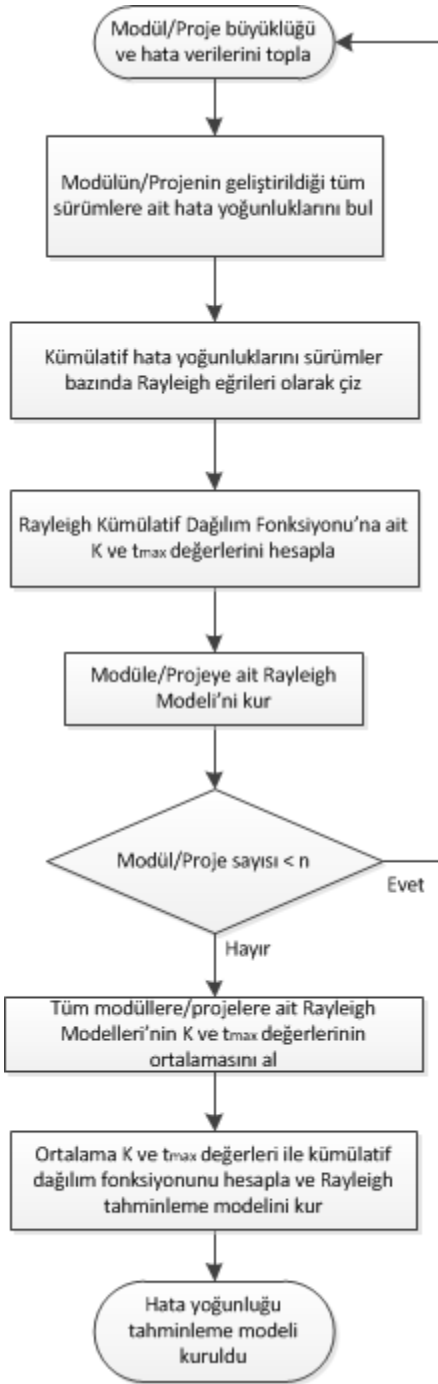 Modül/Proje büyüklüğü
ve hata verilerini topla
Modülün/Projenin geliştirildiği tüm
sürümlere ait hata yoğunluklarını bul
Kümülatif hata yoğunluklarını sürümler
bazında Rayleigh eğrileri olarak çiz
Rayleigh Kümülatif Dağılım Fonksiyonu’na ait
K ve tmax değerlerini hesapla
Modüle/Projeye ait Rayleigh
Modeli’ni kur
Modül/Proje sayısı < n
Evet
Hayır
Tüm modüllere/projelere ait Rayleigh
Modelleri’nin K ve tmax değerlerinin
ortalamasını al
Ortalama K ve tmax değerleri ile kümülatif
dağılım fonksiyonunu hesapla ve Rayleigh
tahminleme modelini kur
Hata yoğunluğu
tahminleme modeli
kuruldu